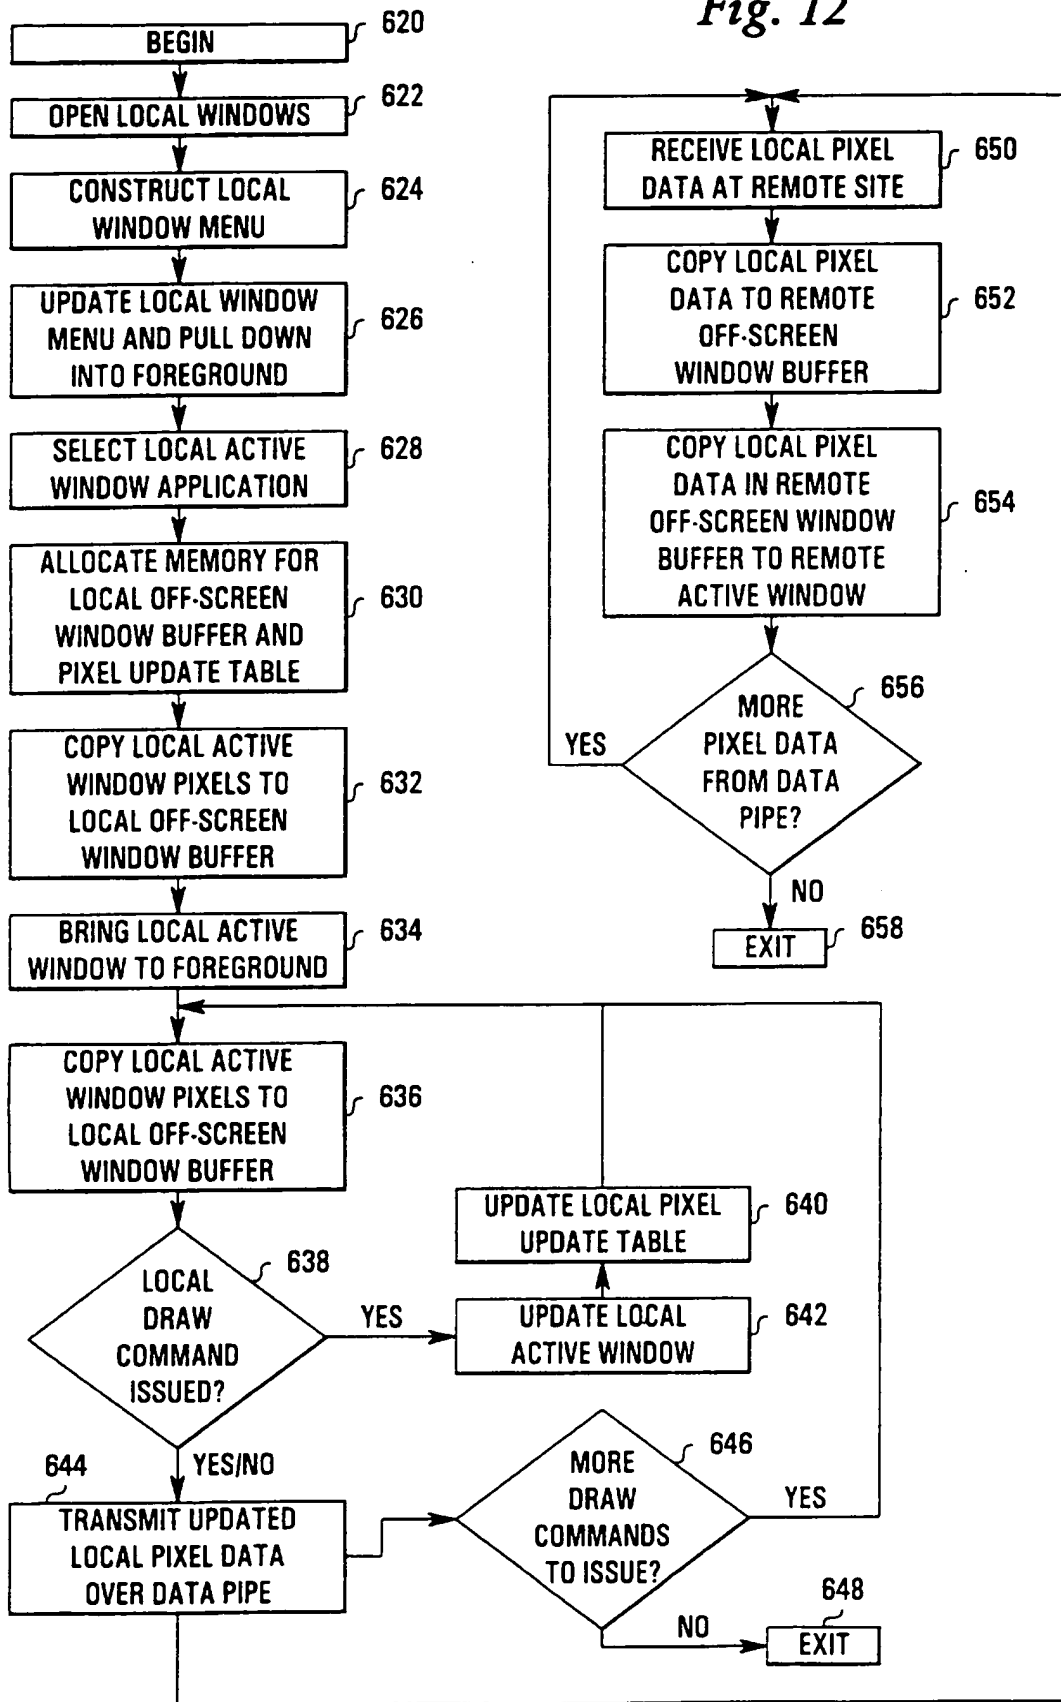 Fig. 12
BEGIN
620
OPEN LOCAL WINDOWS
622
CONSTRUCT LOCAL
WINDOW MENU
624
UPDATE LOCAL WINDOW
MENU AND PULL DOWN
INTO FOREGROUND
626
SELECT LOCAL ACTIVE
WINDOW APPLICATION
628
ALLOCATE MEMORY FOR
LOCAL OFF-SCREEN
WINDOW BUFFER AND
PIXEL UPDATE TABLE
630
COPY LOCAL ACTIVE
WINDOW PIXELS TO
LOCAL OFF-SCREEN
WINDOW BUFFER
632
BRING LOCAL ACTIVE
WINDOW TO FOREGROUND
634
COPY LOCAL ACTIVE
WINDOW PIXELS TO
LOCAL OFF-SCREEN
WINDOW BUFFER
636
LOCAL
DRAW
COMMAND
ISSUED?
638
YES
UPDATE LOCAL PIXEL
UPDATE TABLE
640
UPDATE LOCAL
ACTIVE WINDOW
642
YES/NO
644
TRANSMIT UPDATED
LOCAL PIXEL DATA
OVER DATA PIPE
MORE
DRAW
COMMANDS
TO ISSUE?
646
YES
NO
648
EXIT
RECEIVE LOCAL PIXEL
DATA AT REMOTE SITE
650
COPY LOCAL PIXEL
DATA TO REMOTE
OFF-SCREEN
WINDOW BUFFER
652
COPY LOCAL PIXEL
DATA IN REMOTE
OFF-SCREEN WINDOW
BUFFER TO REMOTE
ACTIVE WINDOW
654
MORE
PIXEL DATA
FROM DATA
PIPE?
656
YES
NO
EXIT
658